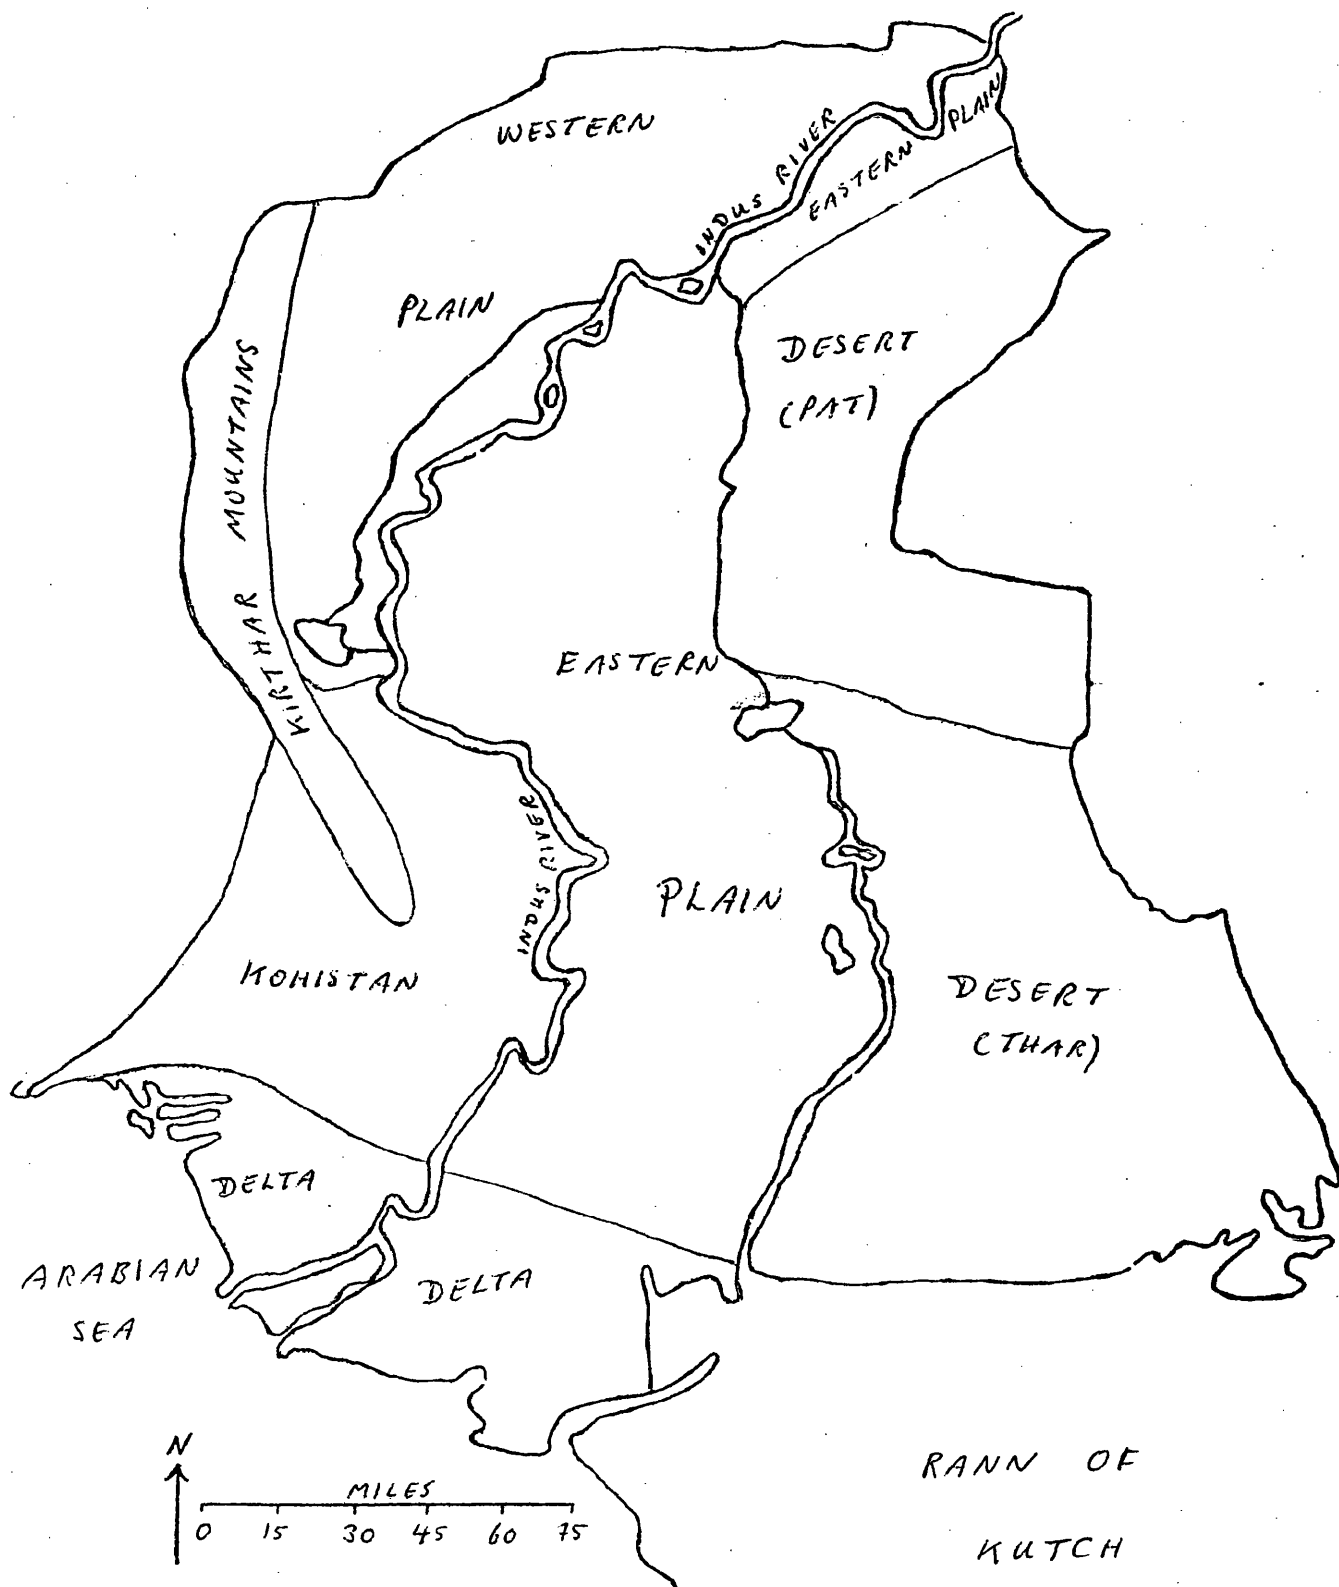 WESTERN
PLAIN
INDUS RIVER
EASTERN PLAIN
DESERT
(PAT)
KIRTHAR MOUNTAINS
EASTERN
PLAIN
INDUS RIVER
KOHISTAN
DESERT
(THAR)
DELTA
ARABIAN
SEA
DELTA
N
MILES
0 15 30 45 60 75
RANN OF
KUTCH